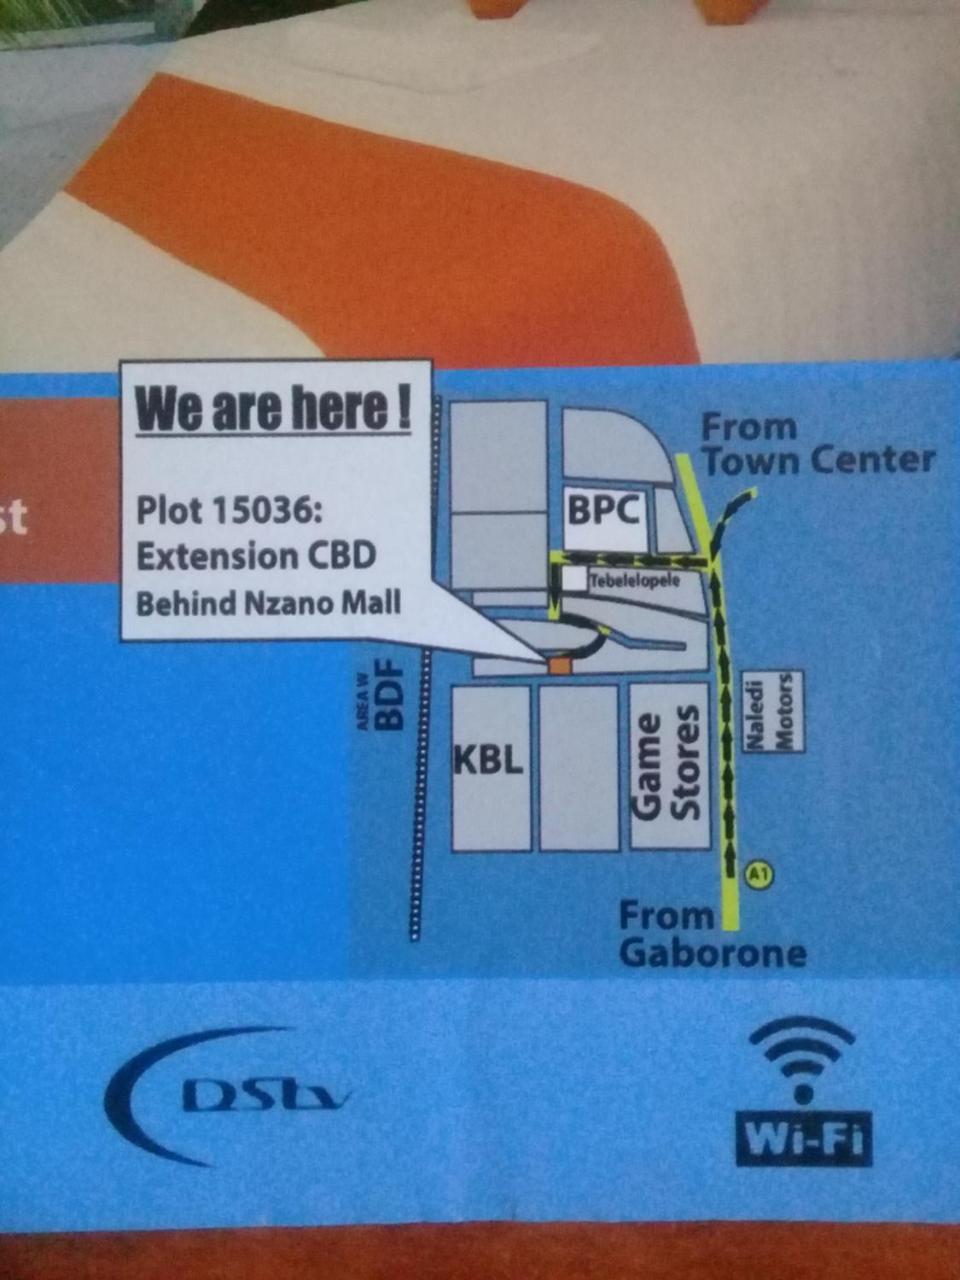 st
We are here !
Plot 15036:
Extension CBD
Behind Nzano Mall
From
Town Center
BPC
Tebelelopele
AREA W
BDF
KBL
Game
Stores
Naledi
Motors
A1
From
Gaborone
DStv
Wi-Fi